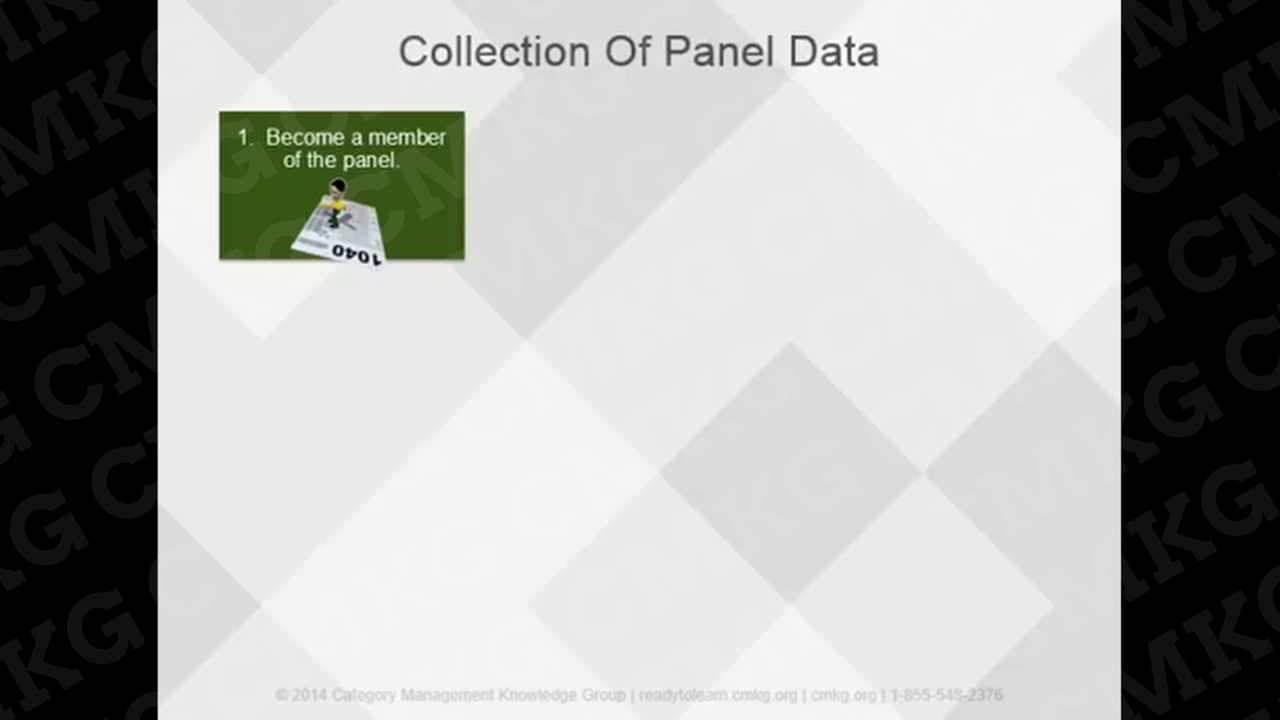 Collection Of Panel Data
1. Become a member
of the panel.
1040
© 2014 Category Management Knowledge Group | readytolearn.cmkg.org | cmkg.org | 1-855-548-2376
CMKG